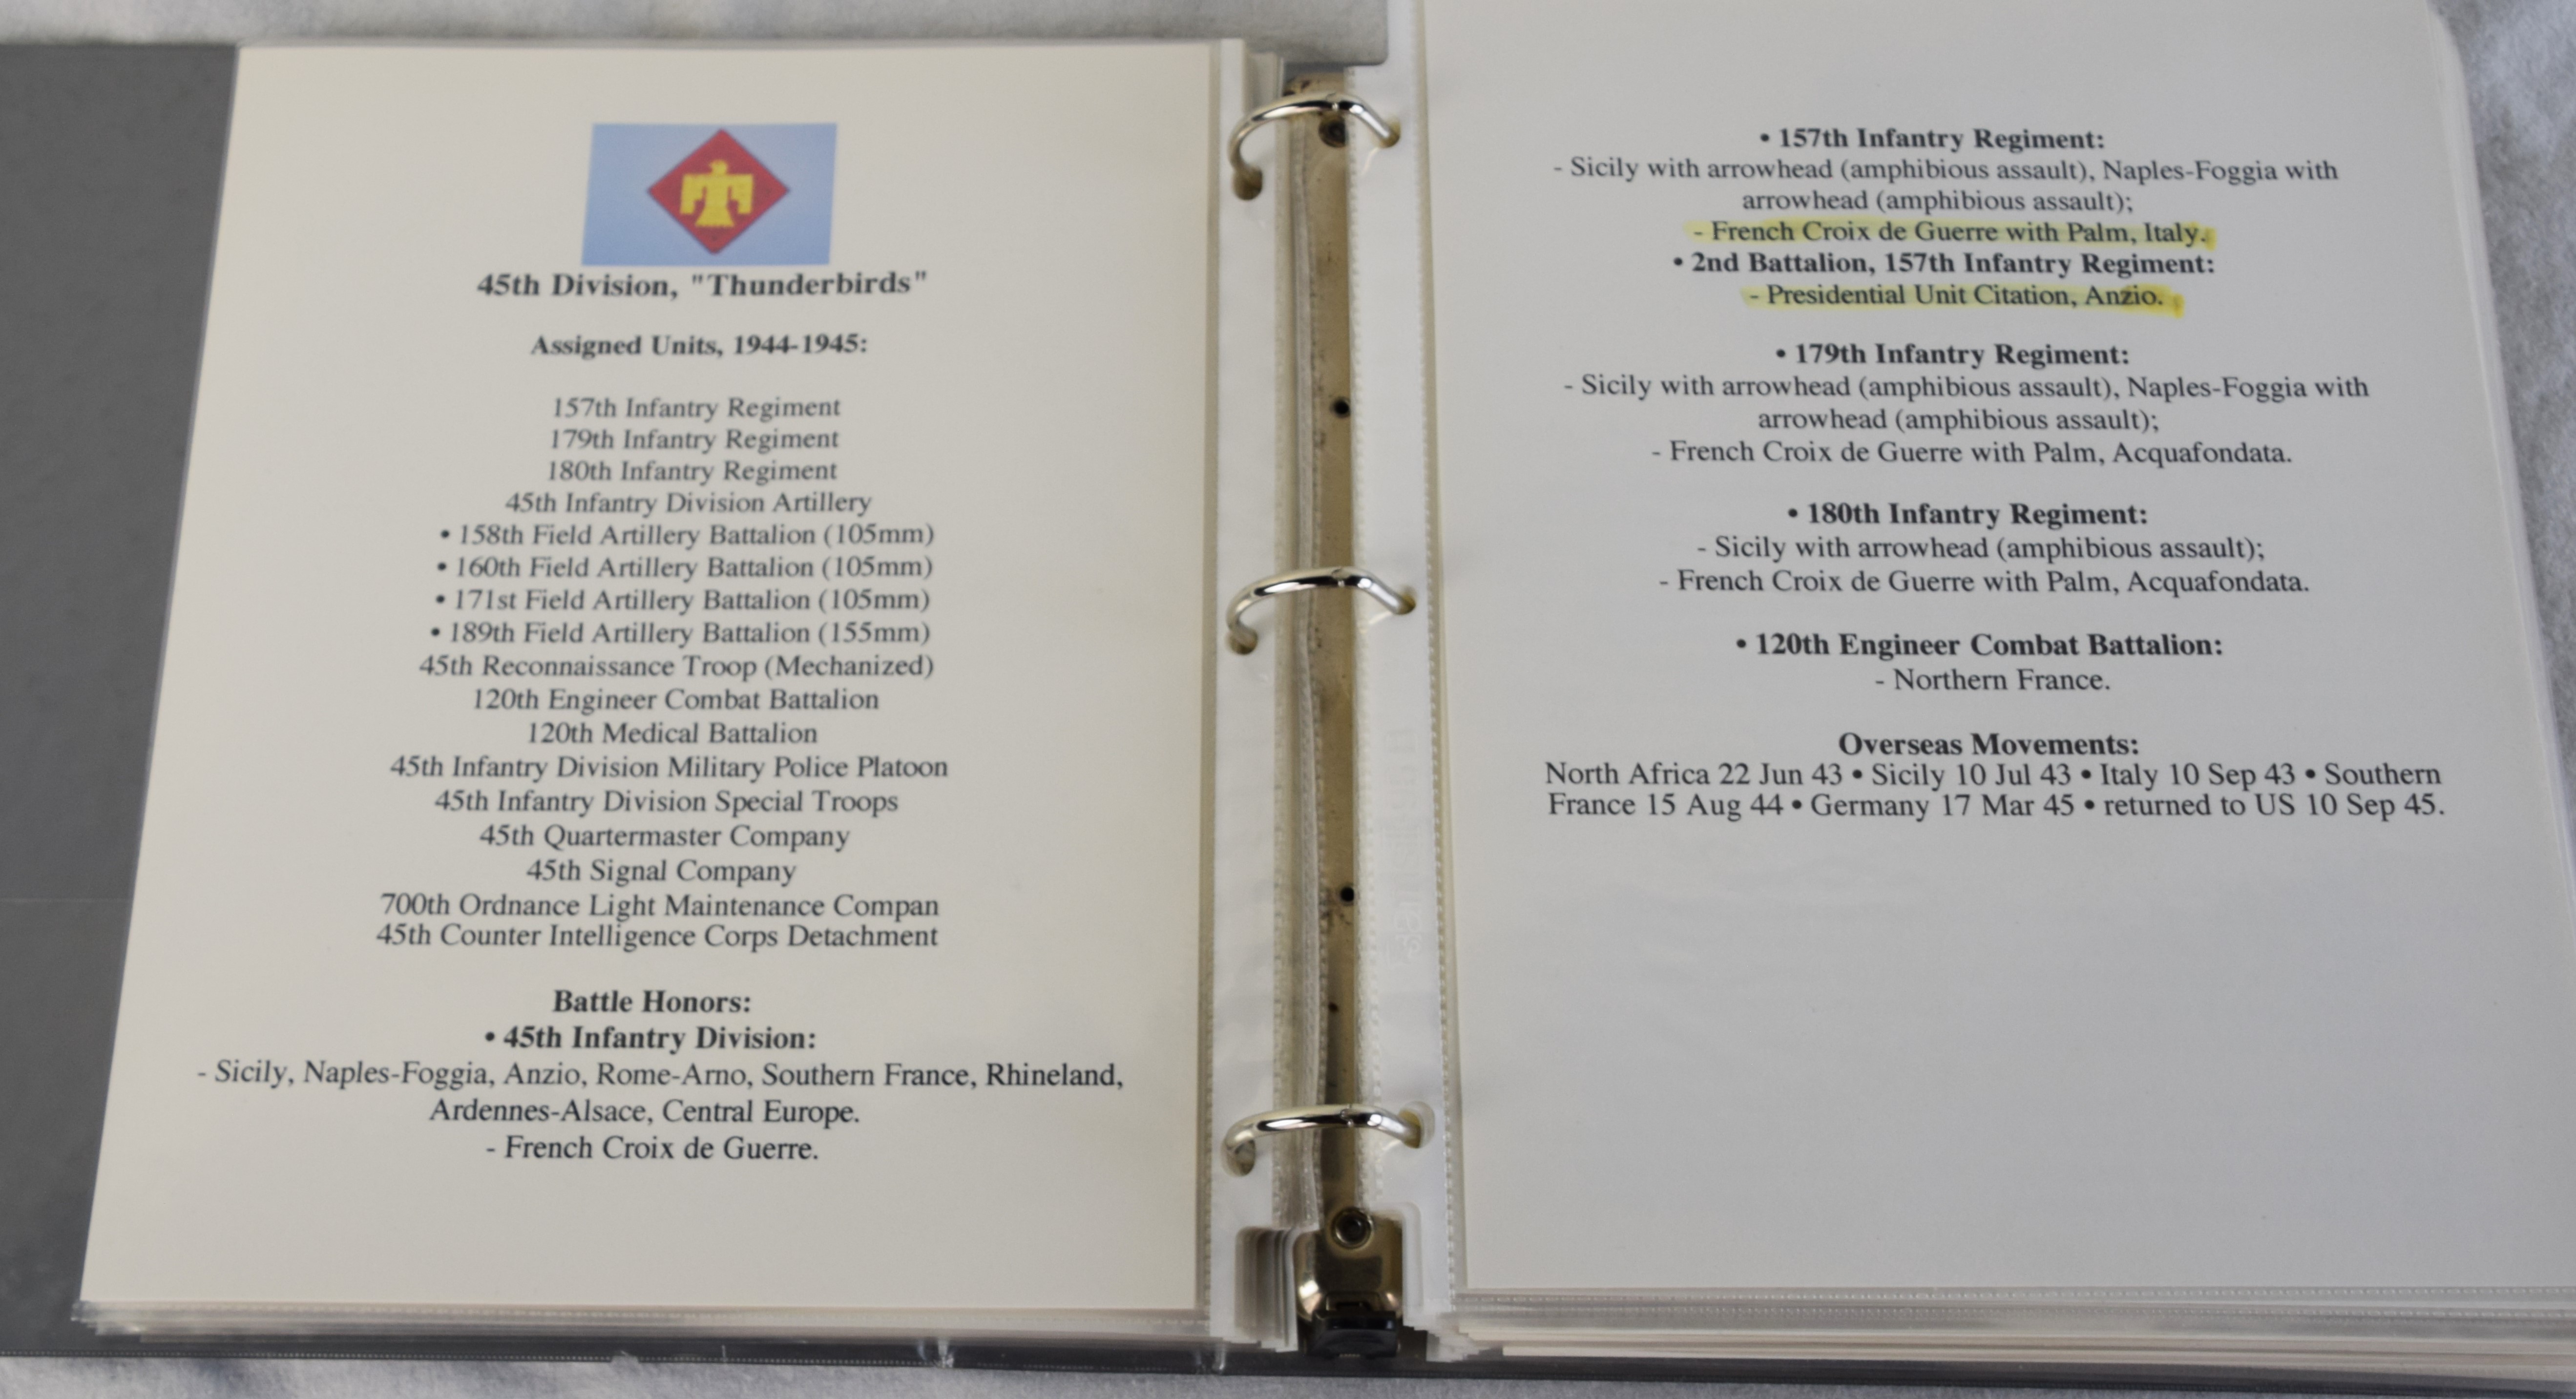 45th Division, "Thunderbirds"
Assigned Units, 1944-1945:
157th Infantry Regiment
179th Infantry Regiment
180th Infantry Regiment
45th Infantry Division Artillery
• 158th Field Artillery Battalion (105mm)
• 160th Field Artillery Battalion (105mm)
• 171st Field Artillery Battalion (105mm)
• 189th Field Artillery Battalion (155mm)
45th Reconnaissance Troop (Mechanized)
120th Engineer Combat Battalion
120th Medical Battalion
45th Infantry Division Military Police Platoon
45th Infantry Division Special Troops
45th Quartermaster Company
45th Signal Company
700th Ordnance Light Maintenance Compan
45th Counter Intelligence Corps Detachment
Battle Honors:
• 45th Infantry Division:
- Sicily, Naples-Foggia, Anzio, Rome-Arno, Southern France, Rhineland,
Ardennes-Alsace, Central Europe.
- French Croix de Guerre.
• 157th Infantry Regiment:
- Sicily with arrowhead (amphibious assault), Naples-Foggia with
arrowhead (amphibious assault);
- French Croix de Guerre with Palm, Italy.
• 2nd Battalion, 157th Infantry Regiment:
- Presidential Unit Citation, Anzio.
• 179th Infantry Regiment:
- Sicily with arrowhead (amphibious assault), Naples-Foggia with
arrowhead (amphibious assault);
- French Croix de Guerre with Palm, Acquafondata.
• 180th Infantry Regiment:
- Sicily with arrowhead (amphibious assault);
- French Croix de Guerre with Palm, Acquafondata.
• 120th Engineer Combat Battalion:
- Northern France.
Overseas Movements:
North Africa 22 Jun 43 • Sicily 10 Jul 43 • Italy 10 Sep 43 • Southern
France 15 Aug 44 • Germany 17 Mar 45 • returned to US 10 Sep 45.